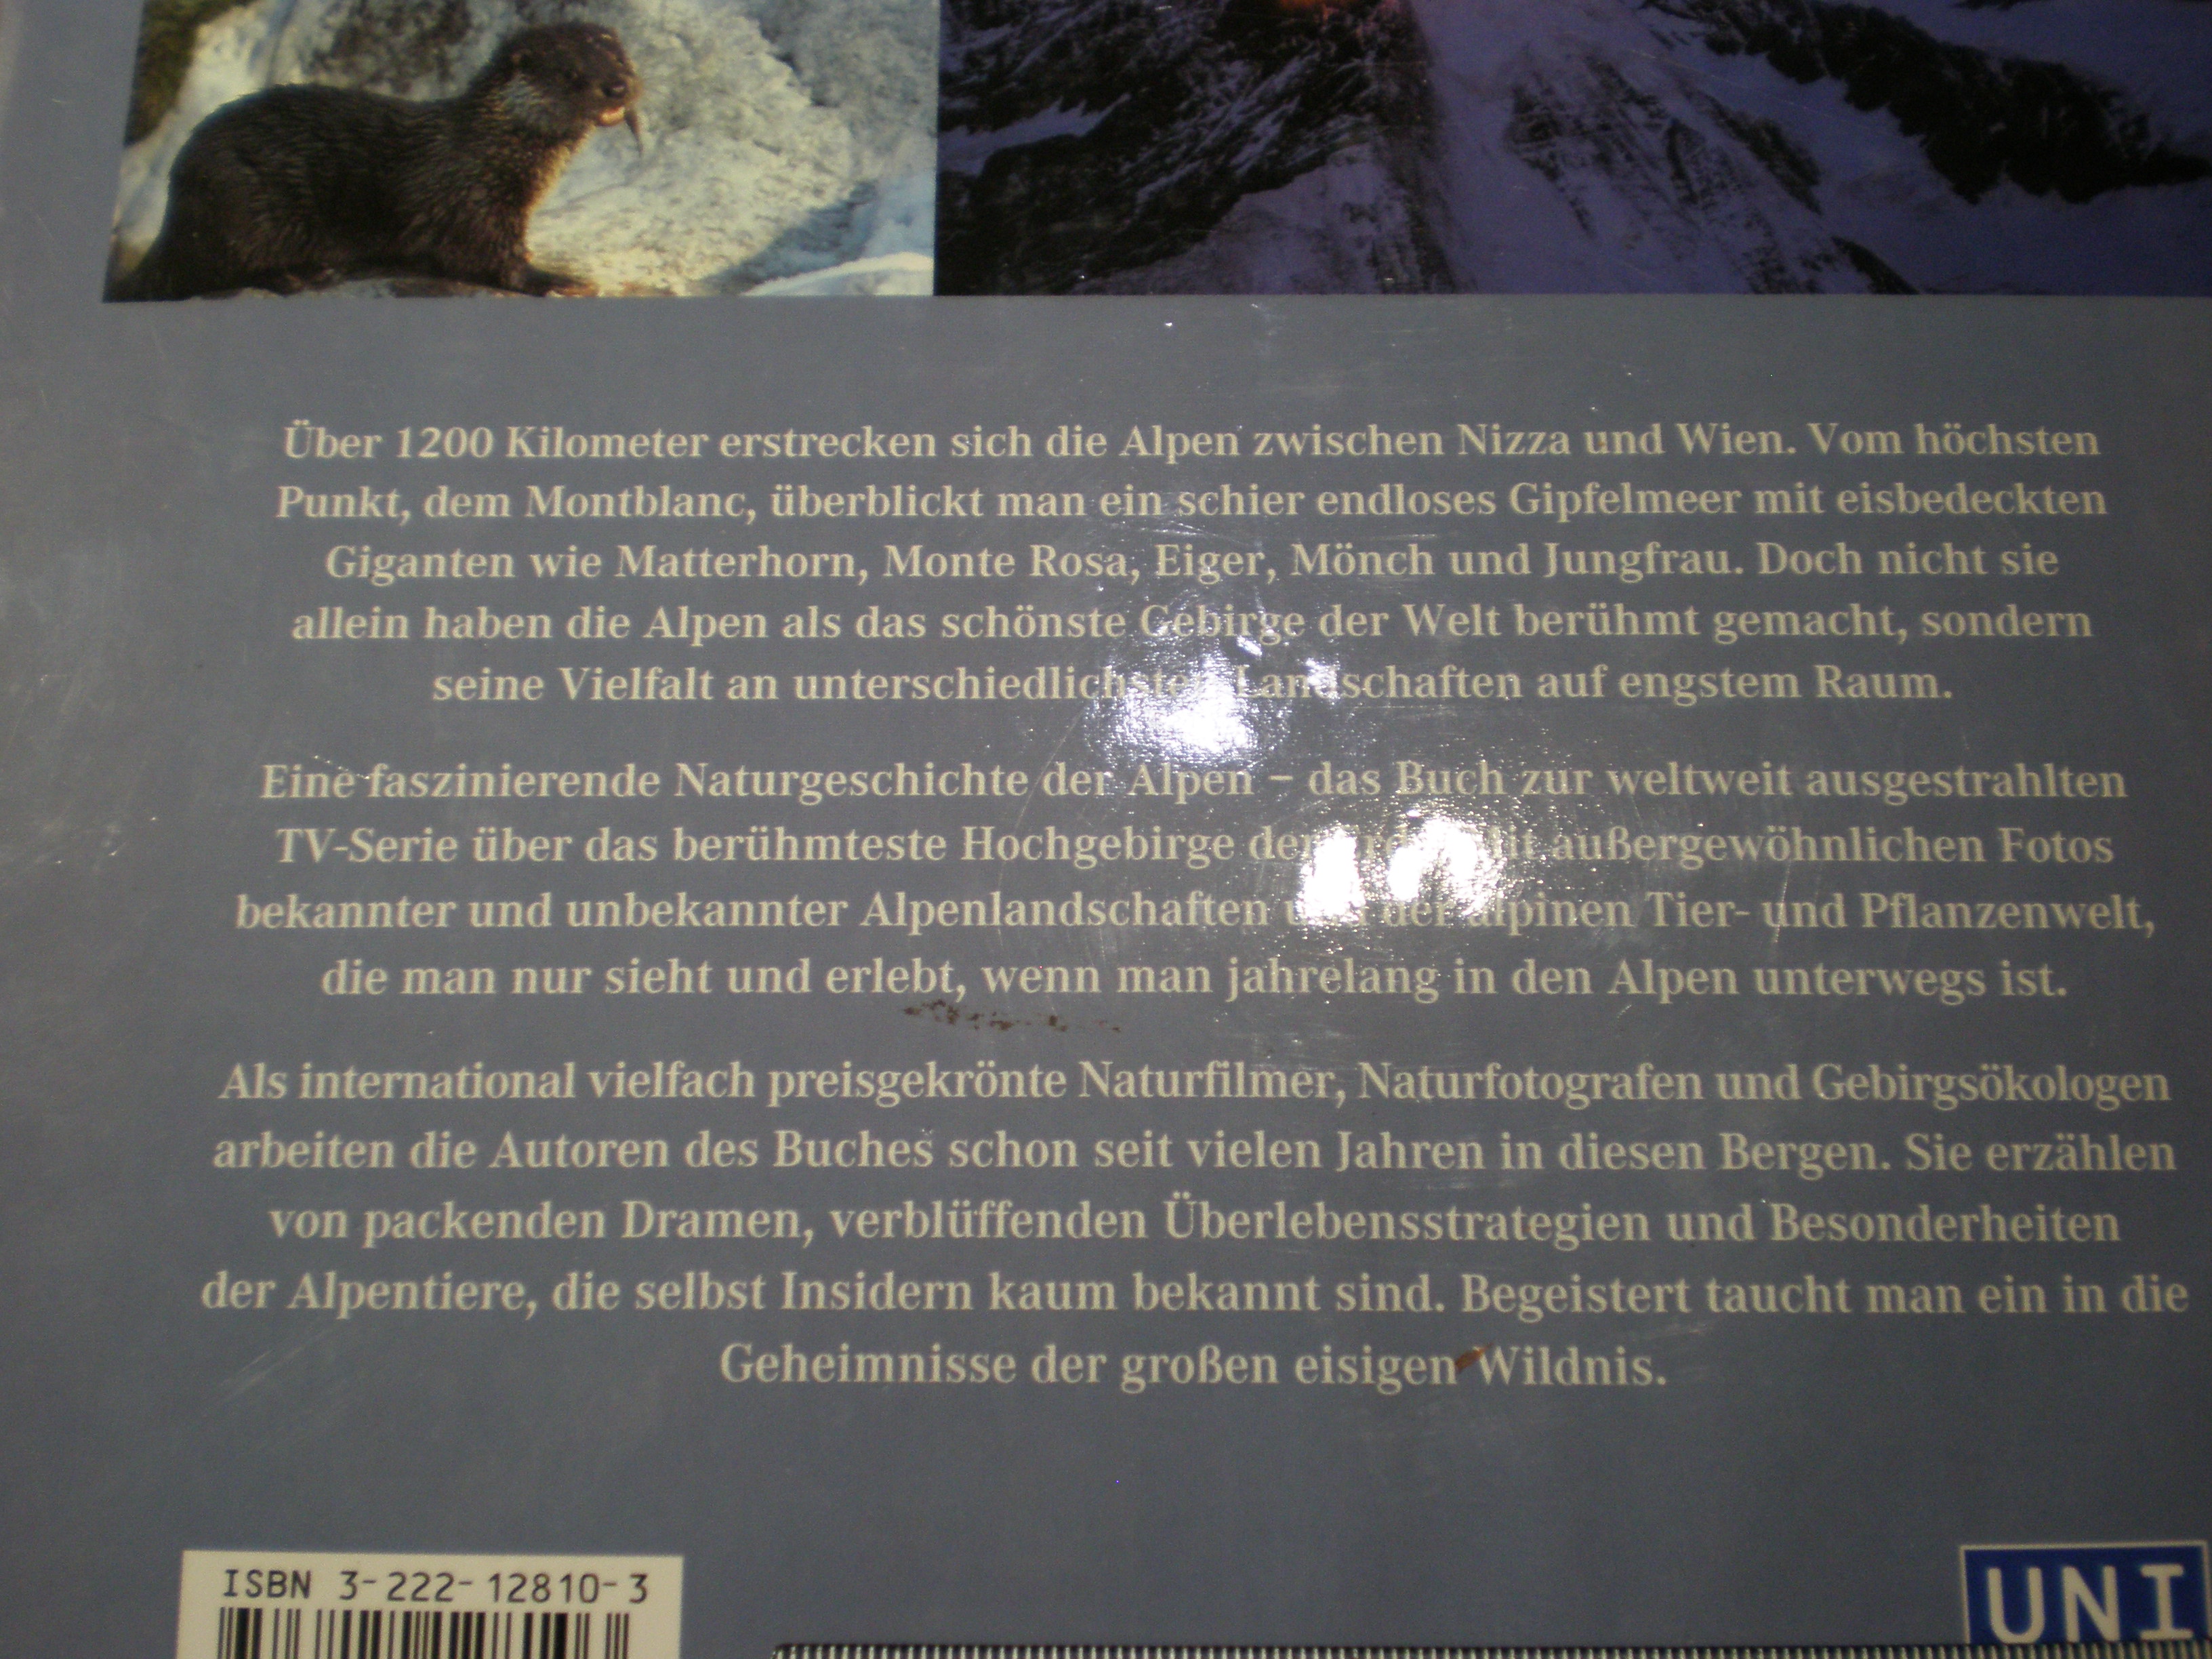 Über 1200 Kilometer erstrecken sich die Alpen zwischen Nizza und Wien. Vom höchsten
Punkt, dem Montblanc, überblickt man ein schier endloses Gipfelmeer mit eisbedeckten
Giganten wie Matterhorn, Monte Rosa, Eiger, Mönch und Jungfrau. Doch nicht sie
allein haben die Alpen als das schönste Gebirge der Welt berühmt gemacht, sondern
seine Vielfalt an unterschiedlichsten Landschaften auf engstem Raum.
Eine faszinierende Naturgeschichte der Alpen – das Buch zur weltweit ausgestrahlten
TV-Serie über das berühmteste Hochgebirge der Erde. Mit außergewöhnlichen Fotos
bekannter und unbekannter Alpenlandschaften der alpinen Tier- und Pflanzenwelt,
die man nur sieht und erlebt, wenn man jahrelang in den Alpen unterwegs ist.
Als international vielfach preisgekrönte Naturfilmer, Naturfotografen und Gebirgsökologen
arbeiten die Autoren des Buches schon seit vielen Jahren in diesen Bergen. Sie erzählen
von packenden Dramen, verblüffenden Überlebensstrategien und Besonderheiten
der Alpentiere, die selbst Insidern kaum bekannt sind. Begeistert taucht man ein in die
Geheimnisse der großen eisigen Wildnis.
ISBN 3-222-12810-3
UNI